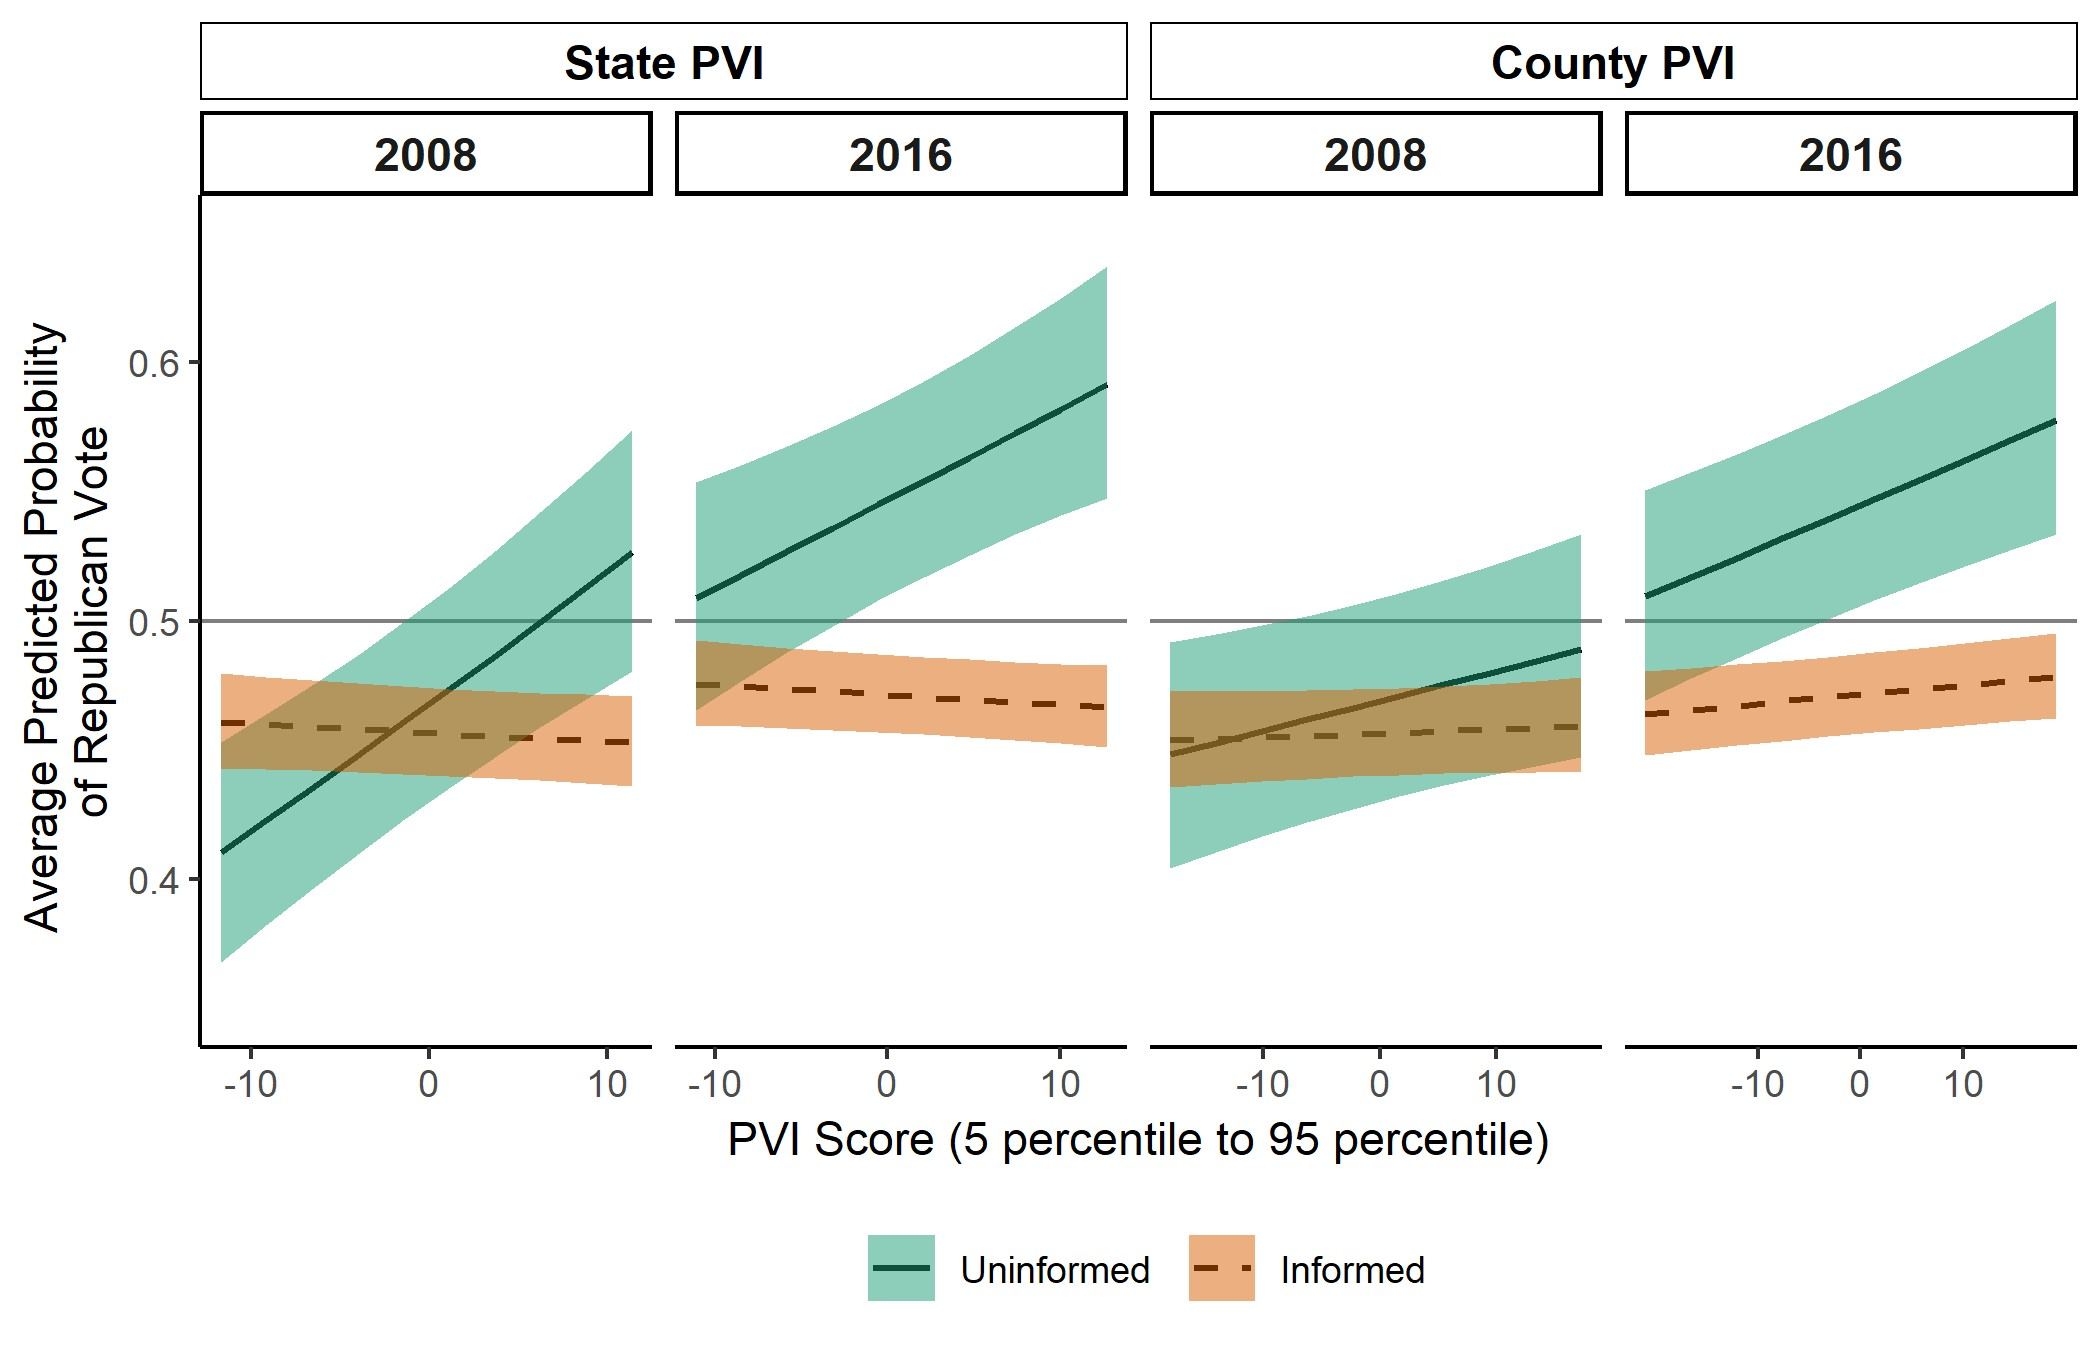 State PVI
County PVI
2008
2016
2008
2016
Average Predicted Probability
of Republican Vote
0.6
0.5
0.4
-10 0 10
-10 0 10
-10 0 10
-10 0 10
PVI Score (5 percentile to 95 percentile)
Uninformed
Informed